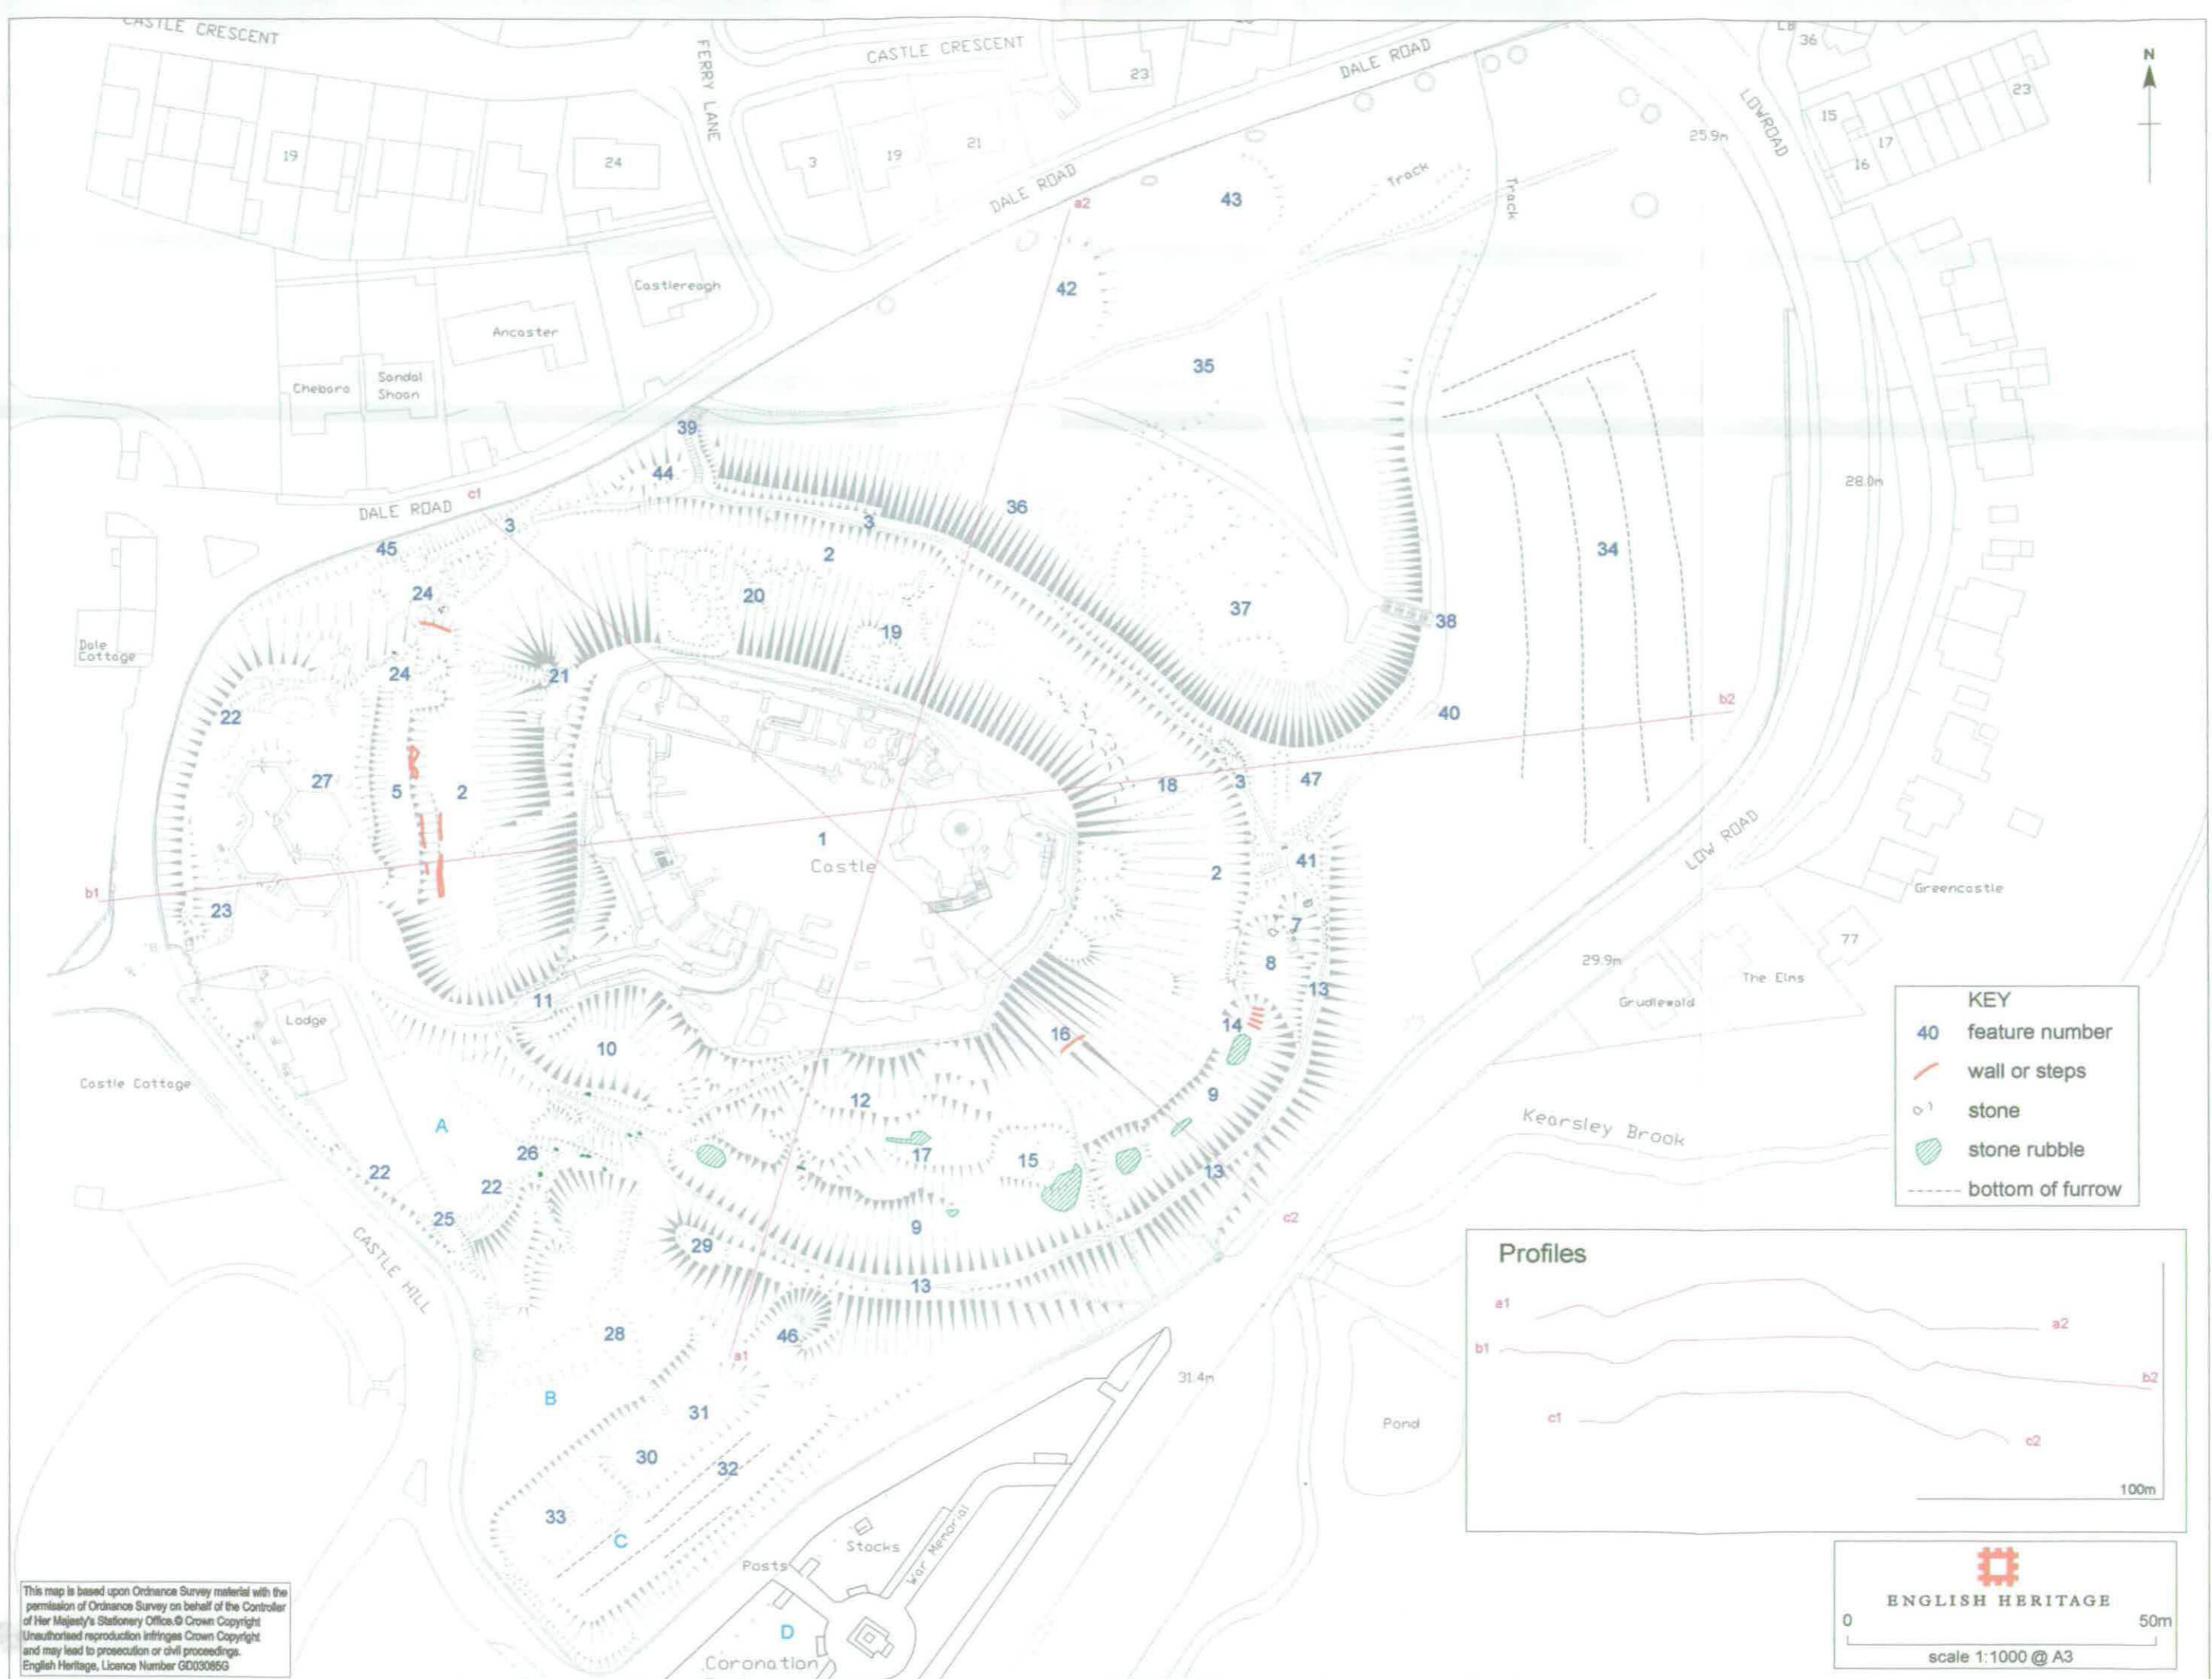 CASTLE CRESCENT
FERRY LANE
CASTLE CRESCENT
23
DALE ROAD
LB
36
LOWROAD
15
17
16
23
N
25.9m
19
24
3
19
21
DALE ROAD
a2
43
Track
Track
42
Castlereagh
Ancaster
35
Chebara
Sandal
Shoan
39
44
c1
DALE ROAD
3
3
36
28.0m
45
2
34
24
20
37
38
19
Dale
Cottage
24
21
22
40
b2
27
5
2
18
3
47
1
Castle
41
2
LOW ROAD
Greencastle
b1
23
7
77
8
29.9m
The Elms
Grudlewald
11
13
Lodge
14
16
10
Castle Cottage
12
9
Kearsley Brook
A
26
17
15
13
22
22
25
9
c2
29
CASTLE HILL
13
28
46
a1
31.4m
B
31
Pond
30
32
33
C
Stocks
War Memorial
Posts
D
Coronation
KEY
40 feature number
wall or steps
stone
stone rubble
bottom of furrow
Profiles
a1
a2
b1
b2
c1
c2
100m
ENGLISH HERITAGE
0 50m
scale 1:1000 @ A3
This map is based upon Ordnance Survey material with the
permission of Ordnance Survey on behalf of the Controller
of Her Majesty's Stationery Office.© Crown Copyright
Unauthorised reproduction infringes Crown Copyright
and may lead to prosecution or civil proceedings.
English Heritage, Licence Number GD03085G